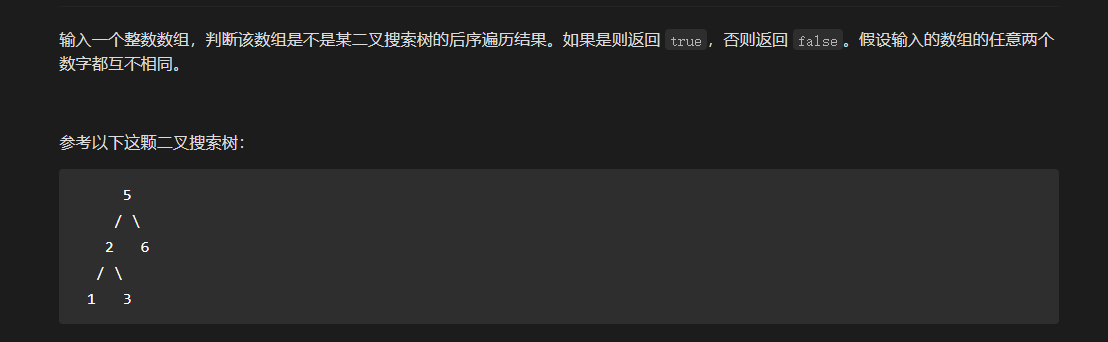 输入一个整数数组，判断该数组是不是某二叉搜索树的后序遍历结果。如果是则返回 true，否则返回 false。假设输入的数组的任意两个
数字都互不相同。
参考以下这颗二叉搜索树：
5
/ \
2   6
/ \
1   3